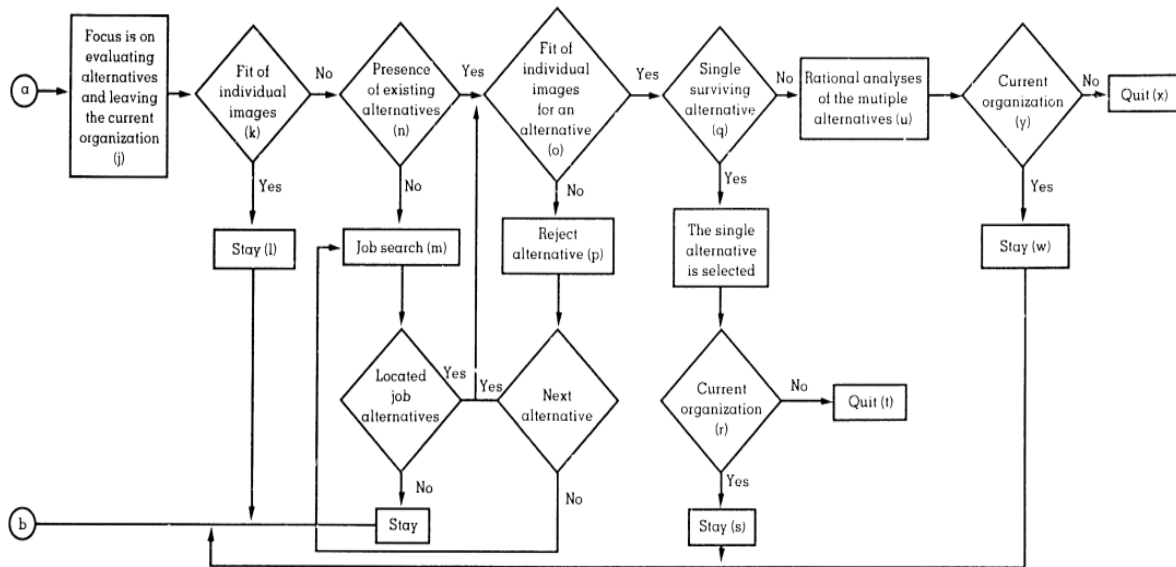 a
Focus is on
evaluating
alternatives
and leaving
the current
organization
(j)
Fit of
individual
images
(k)
No
Yes
Stay (l)
Presence
of existing
alternatives
(n)
Yes
No
Job search (m)
Located
job
alternatives
Yes
No
Stay
Fit of
individual
images
for an
alternative
(o)
Yes
No
Reject
alternative (p)
Next
alternative
Yes
No
Single
surviving
alternative
(q)
No
Yes
The single
alternative
is selected
Current
organization
(r)
No
Quit (t)
Yes
Stay (s)
Rational analyses
of the mutiple
alternatives (u)
Current
organization
(y)
No
Quit (x)
Yes
Stay (w)
b